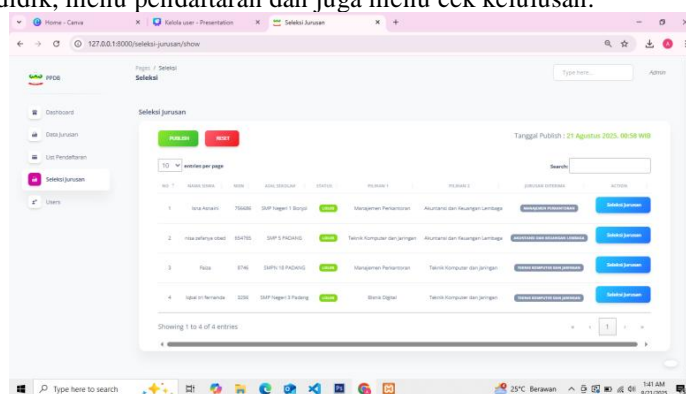 didik, menu pendaftaran dan juga menu cek kelulusan.
Home - Canva
Kelola user - Presentation
Seleksi Jurusan
127.0.0.1:8000/seleksi-jurusan/show
PPDB
Pages / Seleksi
Seleksi
Type here...
Admin
Dashboard
Data Jurusan
List Pendaftaran
Seleksi Jurusan
Users
Seleksi Jurusan
PUBLISH RESET
Tanggal Publish : 21 Agustus 2025, 00:59 WIB
10 entries per page
Search:
NO NAMA SISWA NISN ASAL SEKOLAH STATUS PILIHAN 1 PILIHAN 2 JURUSAN DITERIMA ACTION
1 Isna Asnaini SMP Negeri 1 Bonjol LULUS Manajemen Perkantoran Akuntansi dan Keuangan Lembaga MANAJEMEN PERKANTORAN Seleksi Jurusan
2 SMP 5 PADANG LULUS Teknik Komputer dan Jaringan Akuntansi dan Keuangan Lembaga AKUNTANSI DAN KEUANGAN LEMBAGA Seleksi Jurusan
3 SMPN 18 PADANG LULUS Manajemen Perkantoran Teknik Komputer dan Jaringan TEKNIK KOMPUTER DAN JARINGAN Seleksi Jurusan
4 SMP Negeri 3 Padang LULUS Bisnis Digital Teknik Komputer dan Jaringan TEKNIK KOMPUTER DAN JARINGAN Seleksi Jurusan
Showing 1 to 4 of 4 entries
1
Type here to search
25°C Berawan
1:41 AM
8/21/2025